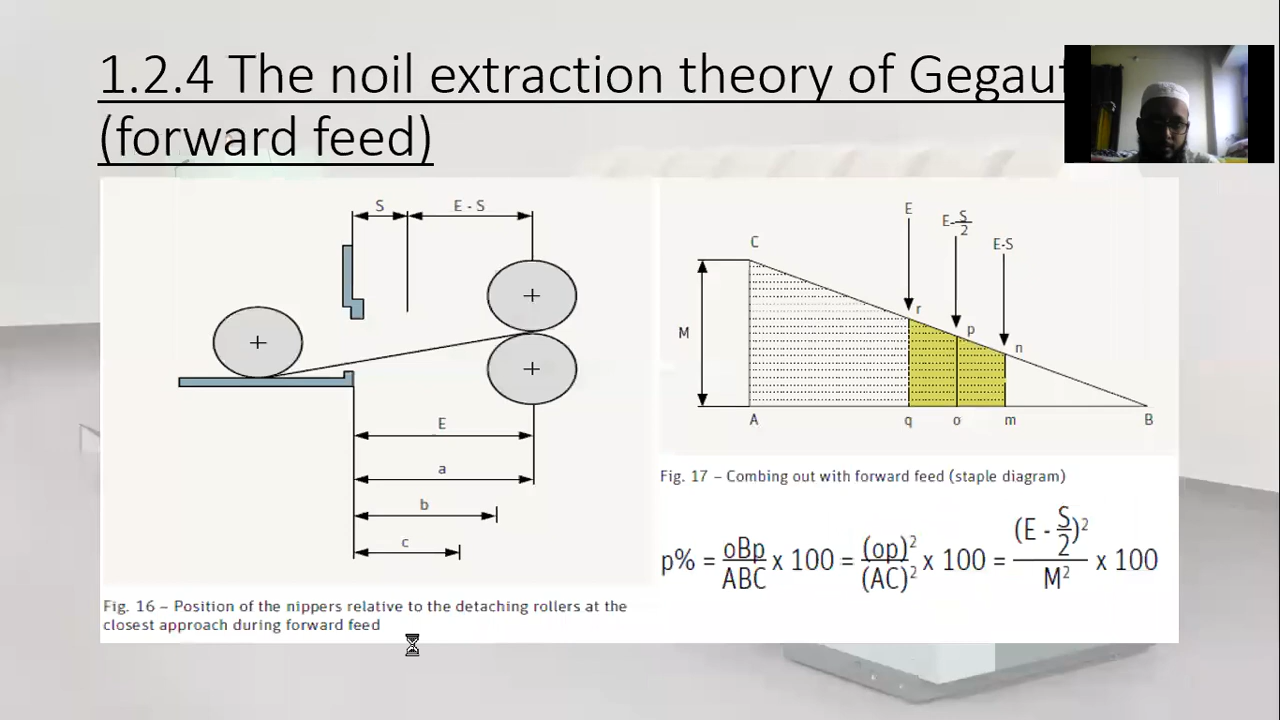 1.2.4 The noil extraction theory of Gegauf
(forward feed)
S
E - S
E
a
b
c
Fig. 16 – Position of the nippers relative to the detaching rollers at the
closest approach during forward feed
E
E-S/2
E-S
C
r
p
n
M
A
q
o
m
B
Fig. 17 – Combing out with forward feed (staple diagram)
p% = oBp/ABC x 100 = (op)²/(AC)² x 100 = (E - S/2)²/M² x 100